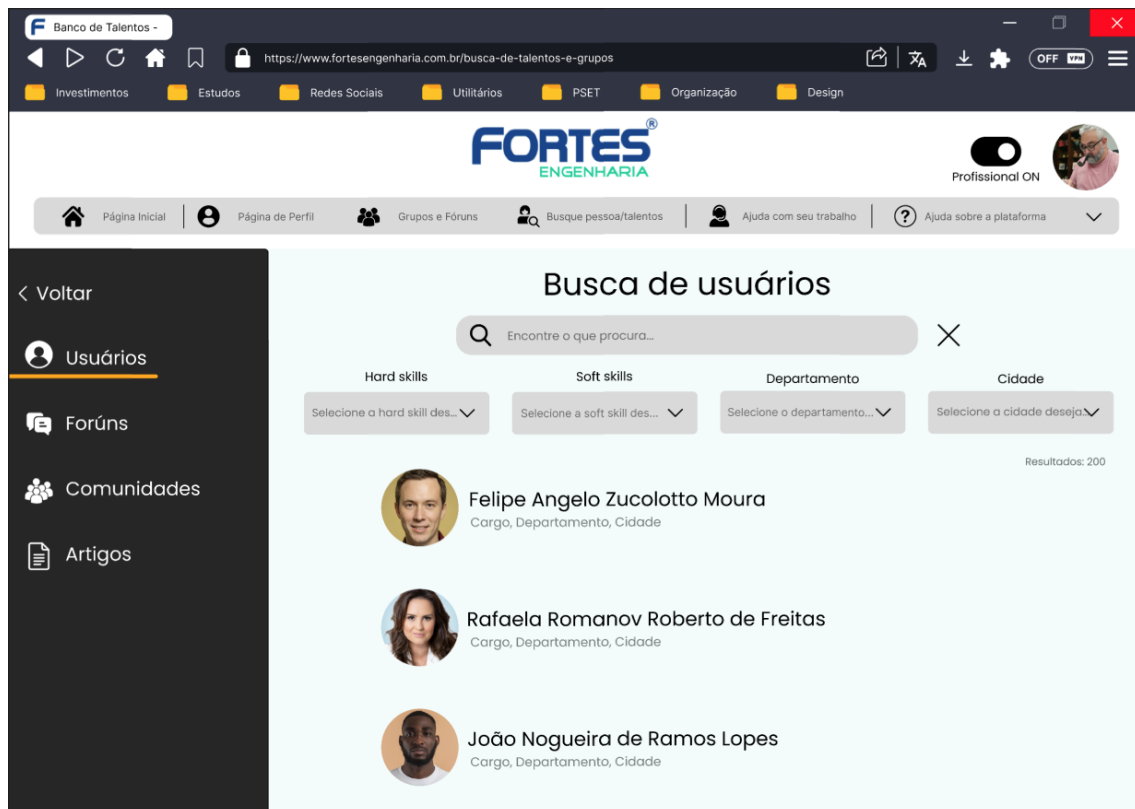 Banco de Talentos -
https://www.fortesengenharia.com.br/busca-de-talentos-e-grupos
OFF VPN
Investimentos Estudos Redes Sociais Utilitários PSET Organização Design
FORTES®
ENGENHARIA
Profissional ON
Página Inicial Página de Perfil Grupos e Fóruns Busque pessoa/talentos Ajuda com seu trabalho Ajuda sobre a plataforma
Voltar
Usuários
Forúns
Comunidades
Artigos
Busca de usuários
Encontre o que procura...
Hard skills Soft skills Departamento Cidade
Selecione a hard skill des... Selecione a soft skill des... Selecione o departamento... Selecione a cidade deseja..
Resultados: 200
Felipe Angelo Zucolotto Moura
Cargo, Departamento, Cidade
Rafaela Romanov Roberto de Freitas
Cargo, Departamento, Cidade
João Nogueira de Ramos Lopes
Cargo, Departamento, Cidade